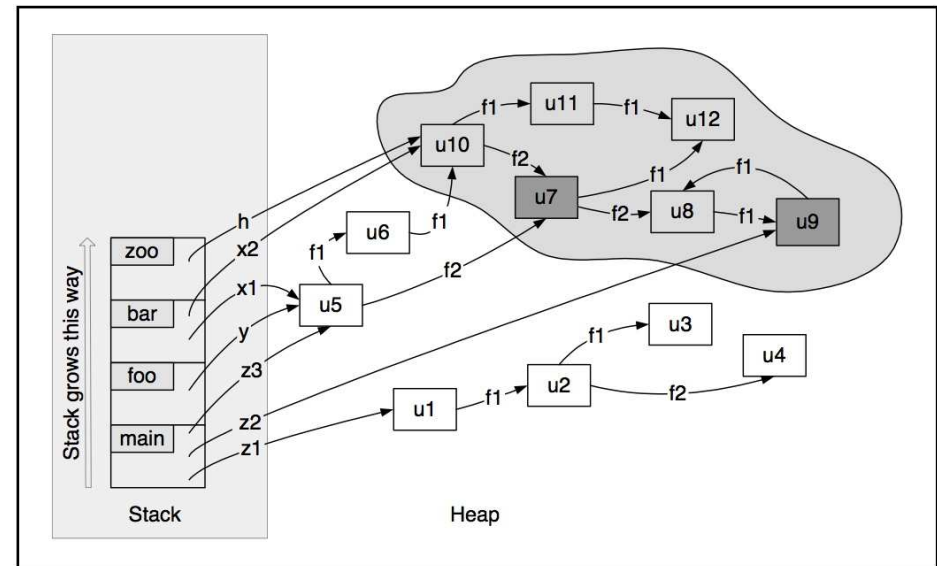 u11
f1
f1
u12
u10
f2
f1
f1
u7
f2
u8
f1
u9
h
u6
f1
zoo
x2
f1
f2
x1
bar
u5
y
u3
f1
u4
foo
z3
u2
f2
z2
u1
f1
main
z1
Stack grows this way
Stack
Heap